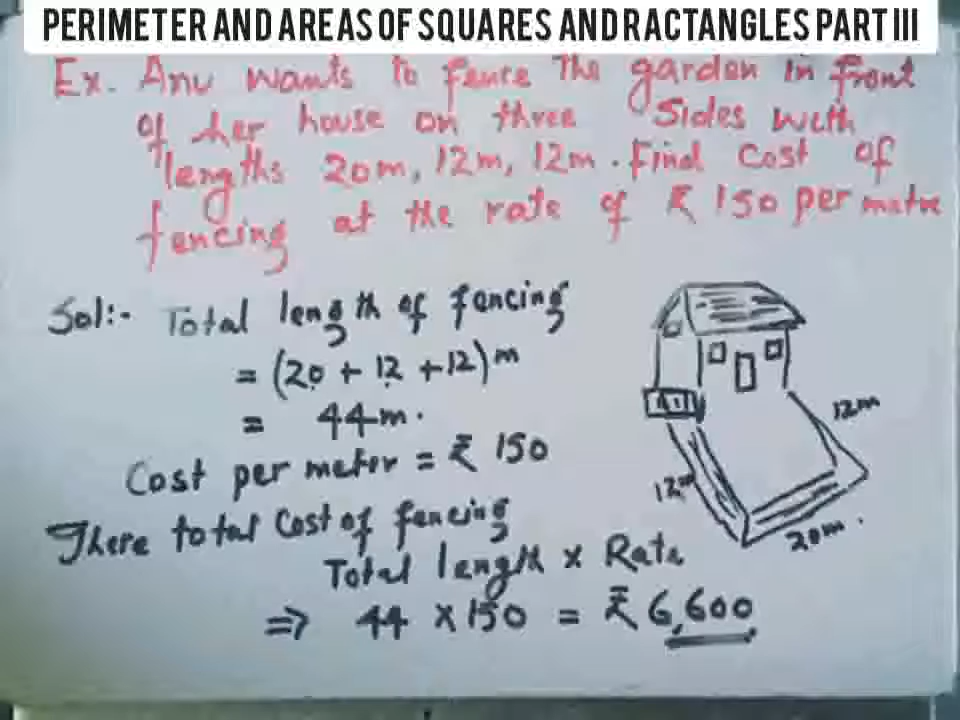 PERIMETER AND AREAS OF SQUARES AND RACTANGLES PART III
Ex. Anu wants to fence the garden in front
of her house on three Sides with
lengths 20m, 12m, 12m. Find Cost of
fencing at the rate of ₹ 150 per metre
Sol:- Total length of fencing
= (20 + 12 + 12) m
= 44m.
Cost per meter = ₹ 150
There total Cost of fencing
Total length × Rate
⇒ 44 × 150 = ₹ 6,600
12m
12m
20m.